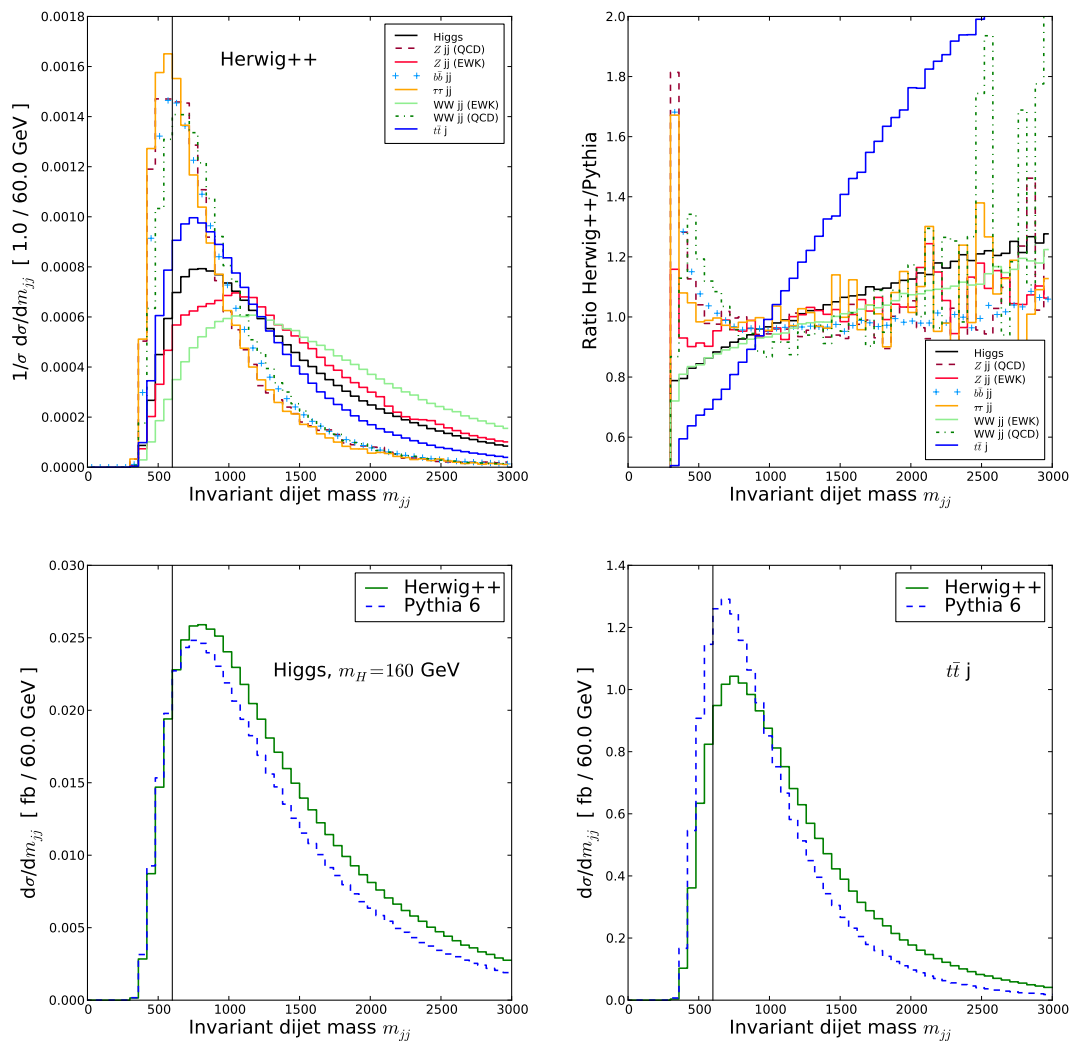 0.0018
0.0016
0.0014
0.0012
0.0010
0.0008
0.0006
0.0004
0.0002
0.0000
1/σ dσ/dm_jj [ 1.0 / 60.0 GeV ]
Herwig++
Higgs
Z jj (QCD)
Z jj (EWK)
bb̄ jj
ττ jj
WW jj (EWK)
WW jj (QCD)
tt̄ j
0 500 1000 1500 2000 2500 3000
Invariant dijet mass m_jj
2.0
1.8
1.6
1.4
1.2
1.0
0.8
0.6
Ratio Herwig++/Pythia
Higgs
Z jj (QCD)
Z jj (EWK)
bb̄ jj
ττ jj
WW jj (EWK)
WW jj (QCD)
tt̄ j
0 500 1000 1500 2000 2500 3000
Invariant dijet mass m_jj
0.030
0.025
0.020
0.015
0.010
0.005
0.000
dσ/dm_jj [ fb / 60.0 GeV ]
Herwig++
Pythia 6
Higgs, m_H=160 GeV
0 500 1000 1500 2000 2500 3000
Invariant dijet mass m_jj
1.4
1.2
1.0
0.8
0.6
0.4
0.2
0.0
dσ/dm_jj [ fb / 60.0 GeV ]
Herwig++
Pythia 6
tt̄ j
0 500 1000 1500 2000 2500 3000
Invariant dijet mass m_jj